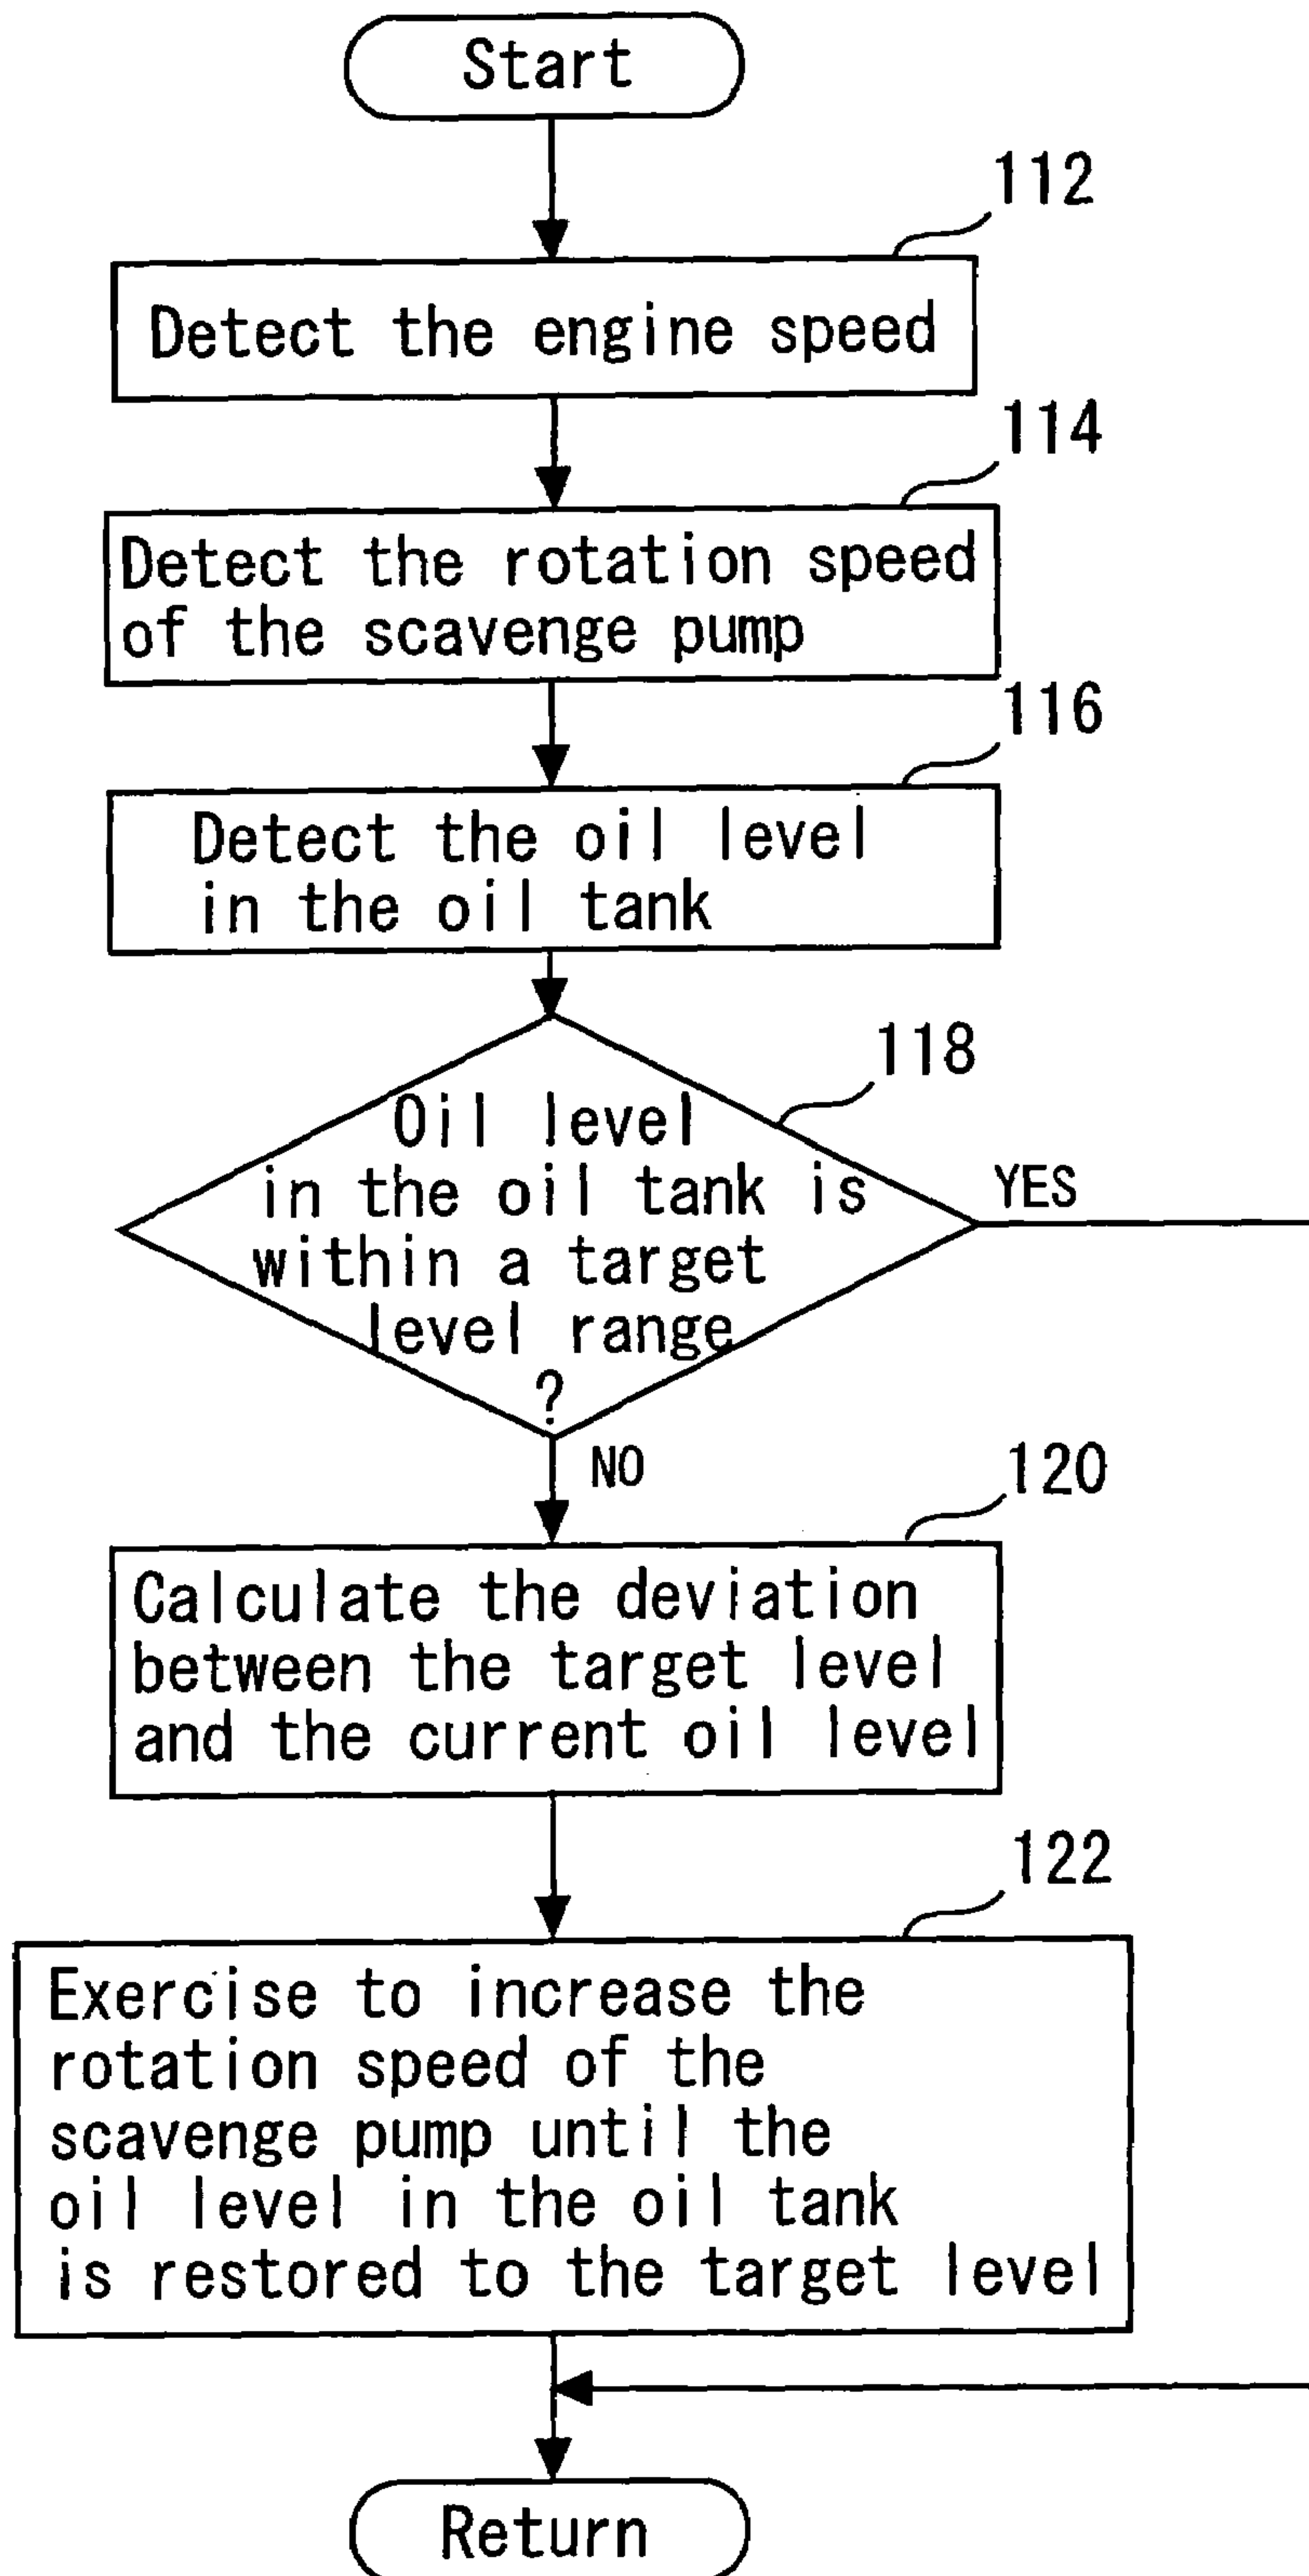 Start
112
Detect the engine speed
114
Detect the rotation speed
of the scavenge pump
116
Detect the oil level
in the oil tank
118
Oil level
in the oil tank is
within a target
level range
?
YES
NO
120
Calculate the deviation
between the target level
and the current oil level
122
Exercise to increase the
rotation speed of the
scavenge pump until the
oil level in the oil tank
is restored to the target level
Return